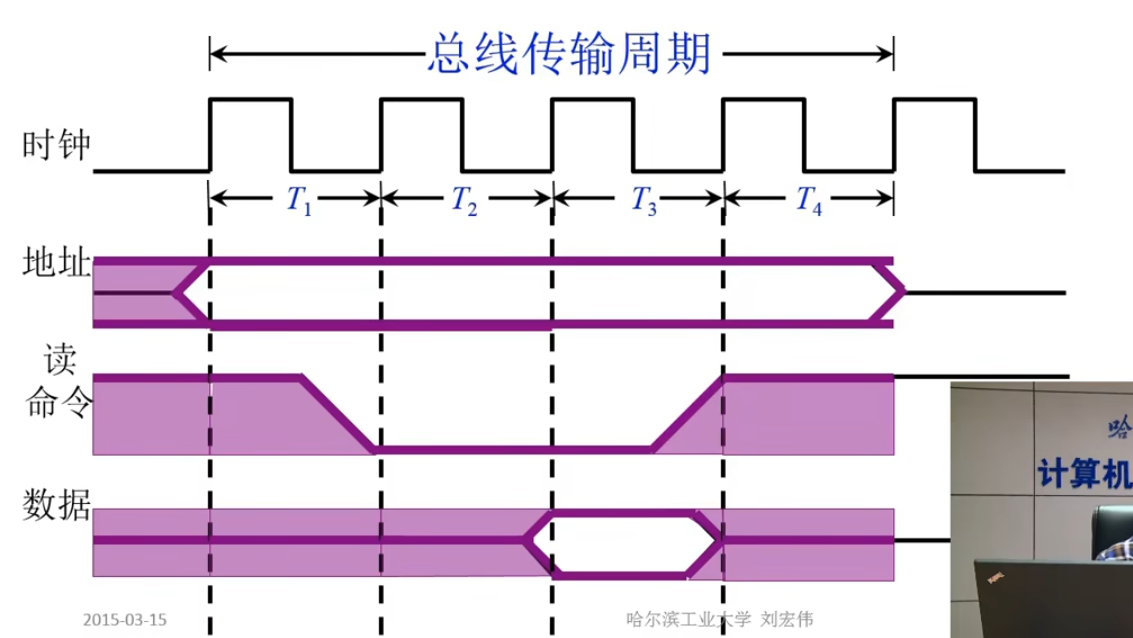 总线传输周期
时钟
T1
T2
T3
T4
地址
读
命令
数据
哈
计算机
2015-03-15
哈尔滨工业大学 刘宏伟